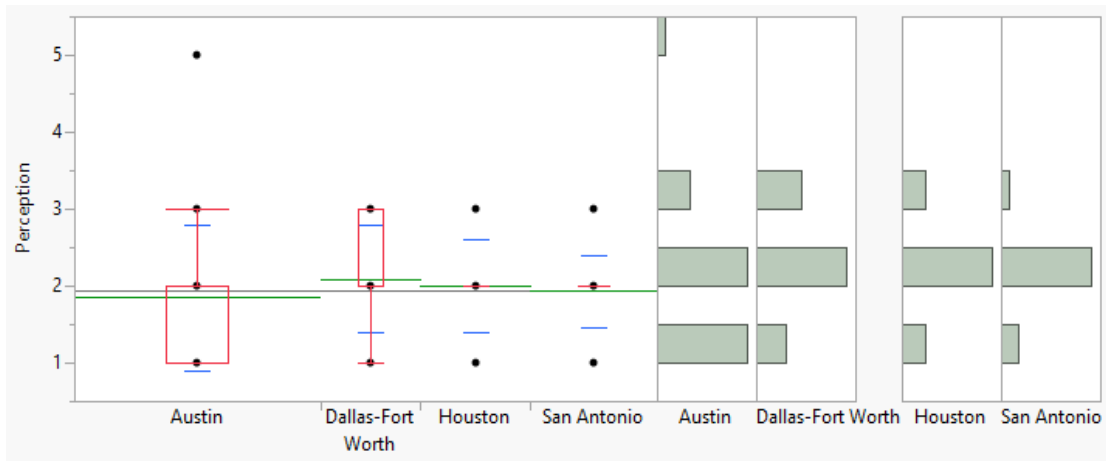 5
4
3
2
1
Perception
Austin
Dallas-Fort
Worth
Houston
San Antonio
Austin
Dallas-Fort Worth
Houston
San Antonio